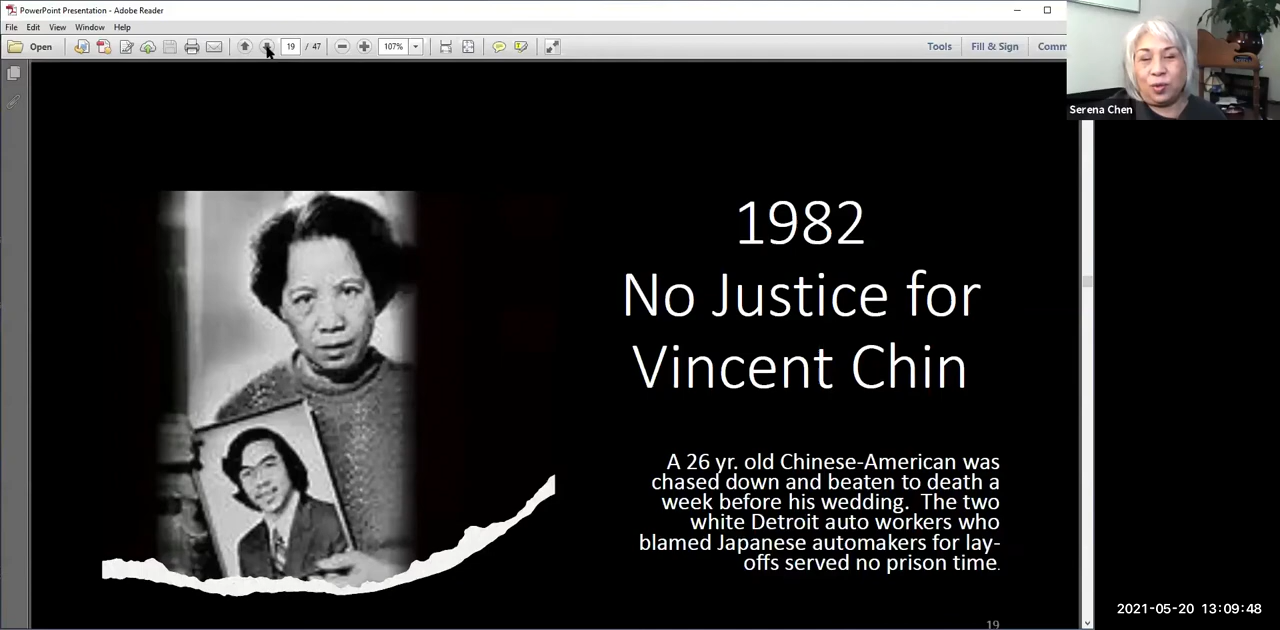 PowerPoint Presentation - Adobe Reader
File Edit View Window Help
Open 19 / 47 107% Tools Fill & Sign Comm
Serena Chen
1982
No Justice for
Vincent Chin
A 26 yr. old Chinese-American was
chased down and beaten to death a
week before his wedding. The two
white Detroit auto workers who
blamed Japanese automakers for lay-
offs served no prison time.
2021-05-20 13:09:48
19